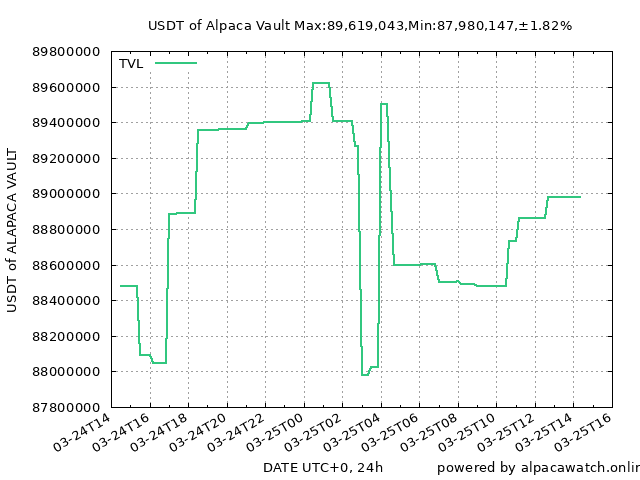 USDT of Alpaca Vault Max:89,619,043,Min:87,980,147,±1.82%
89800000
TVL
89600000
89400000
89200000
89000000
88800000
88600000
88400000
88200000
88000000
87800000
USDT of ALAPACA VAULT
03-24T14
03-24T16
03-24T18
03-24T20
03-24T22
03-25T00
03-25T02
03-25T04
03-25T06
03-25T08
03-25T10
03-25T12
03-25T14
03-25T16
DATE UTC+0, 24h
powered by alpacawatch.onlin